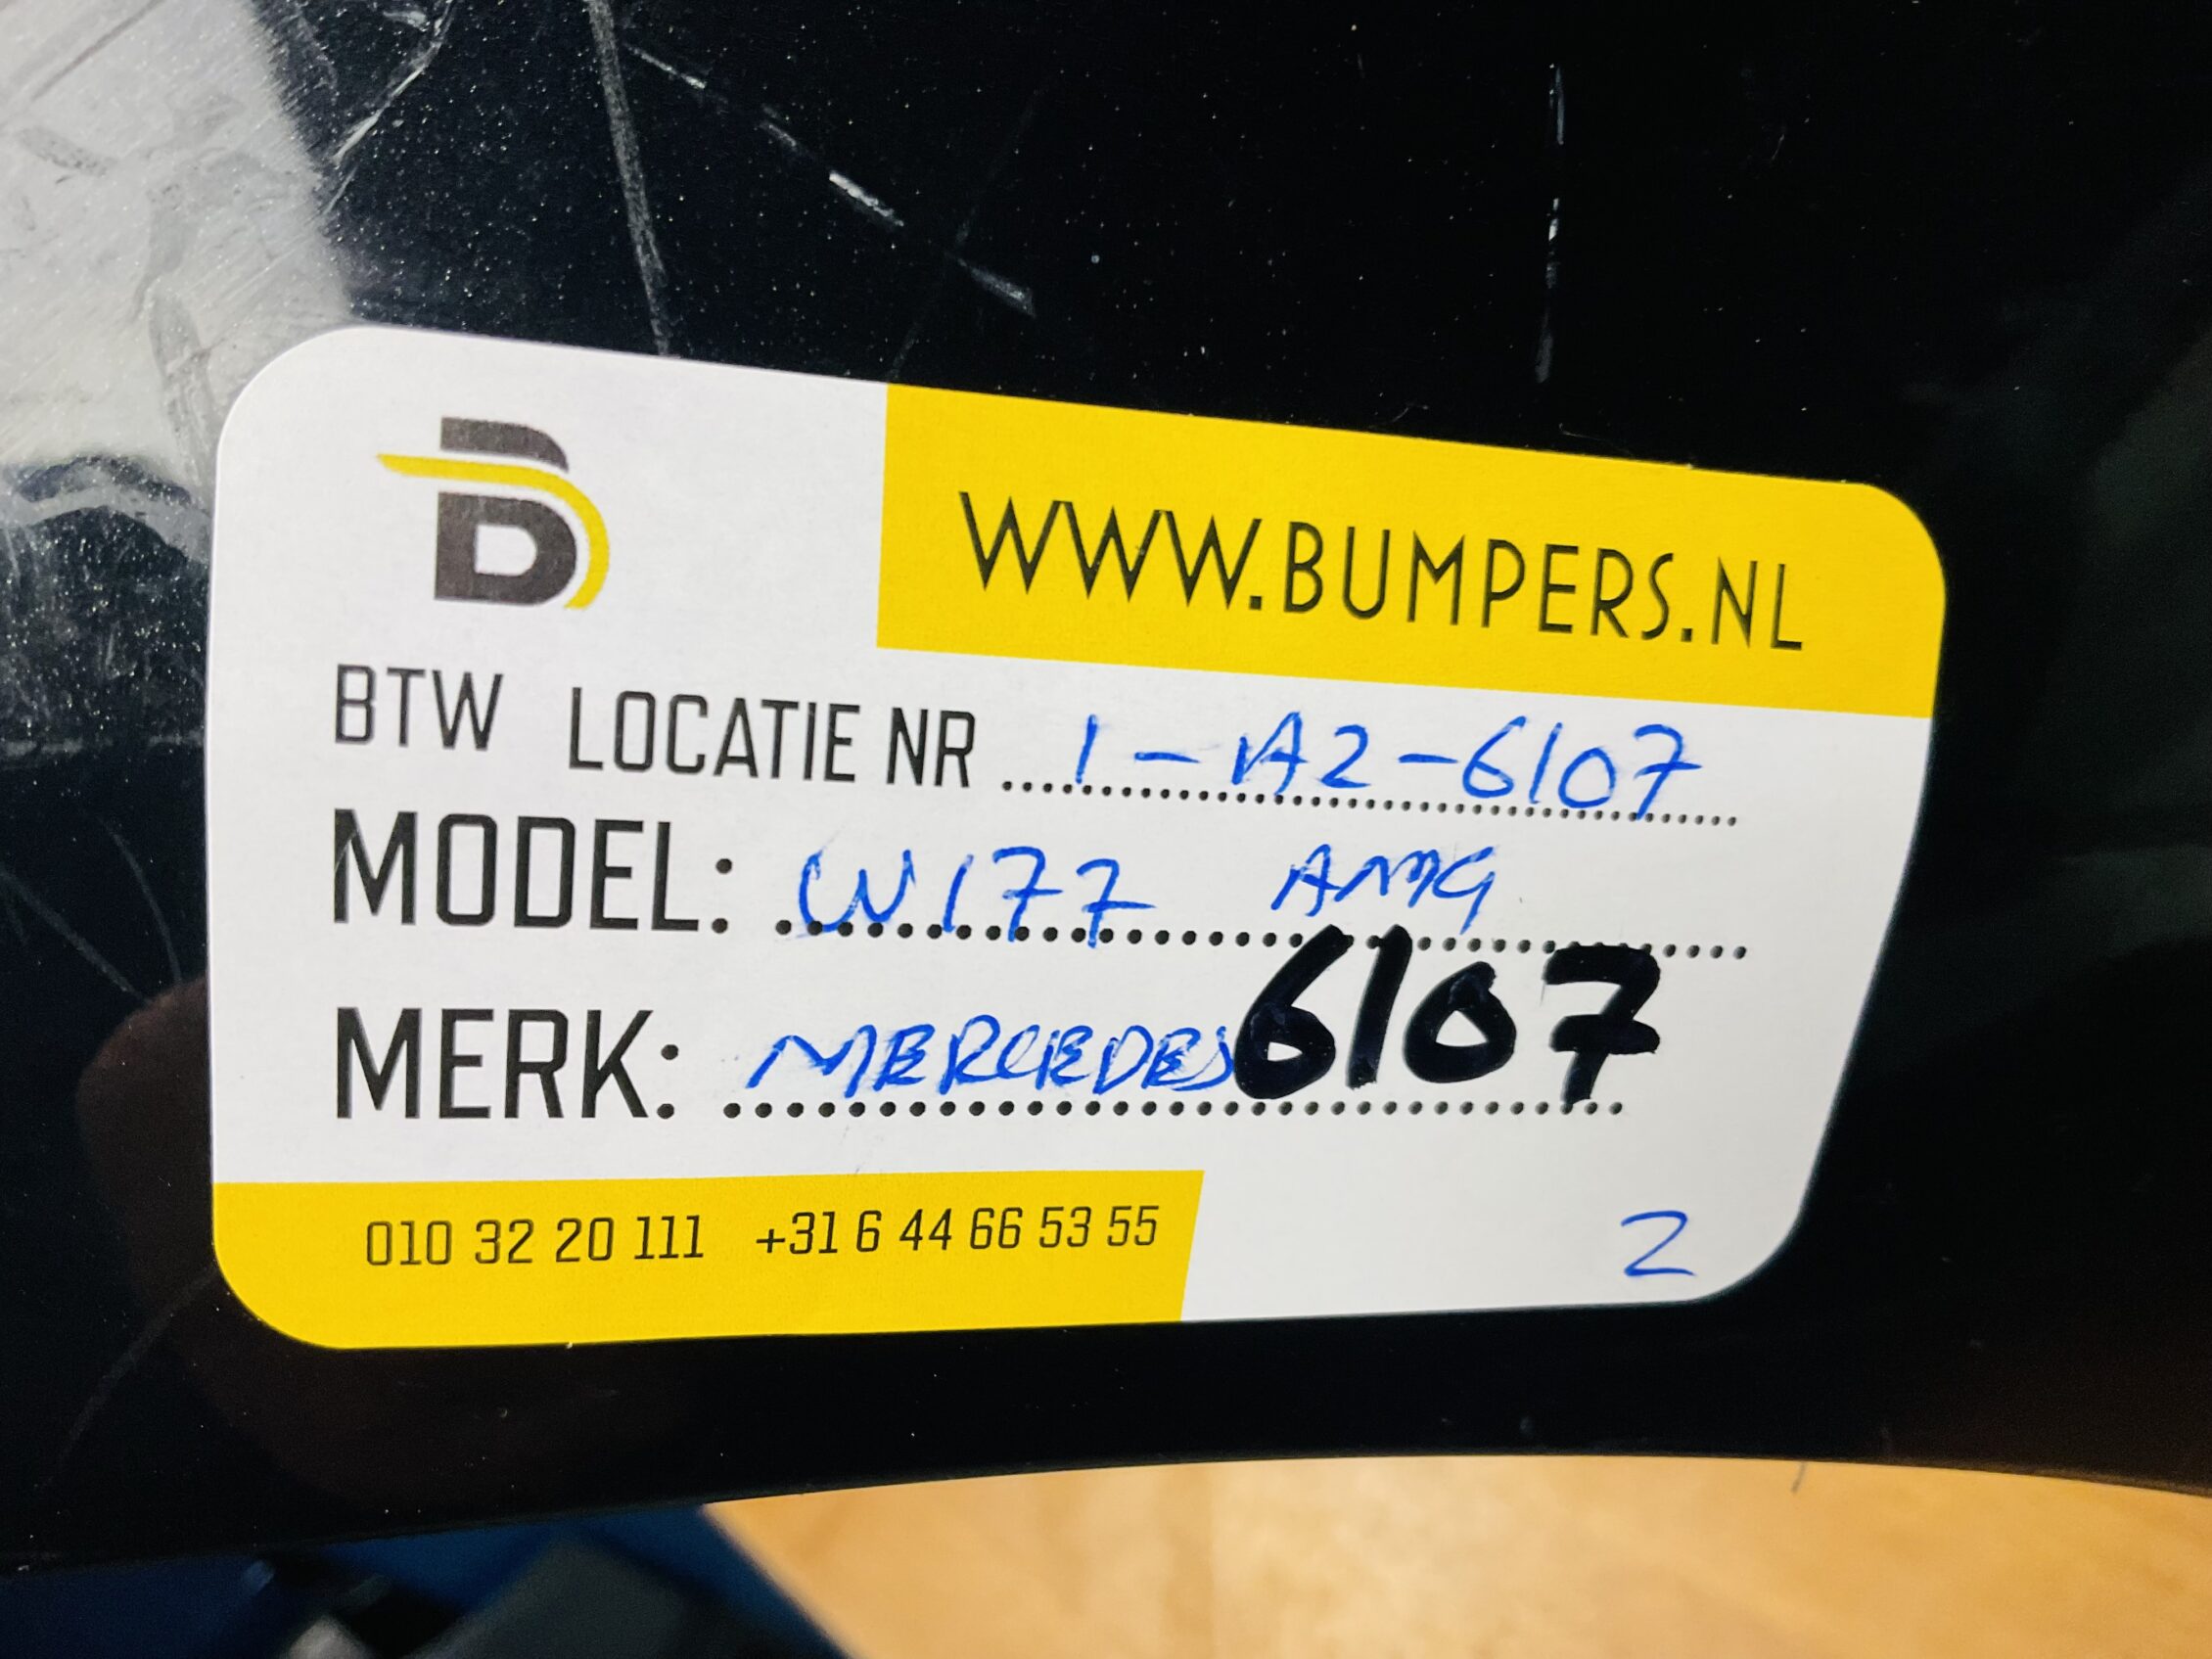 B
WWW.BUMPERS.NL
BTW LOCATIE NR 1-A2-6107
MODEL: W177 AMG
MERK: MERCEDES 6107
010 32 20 111 +31 6 44 66 53 55
2